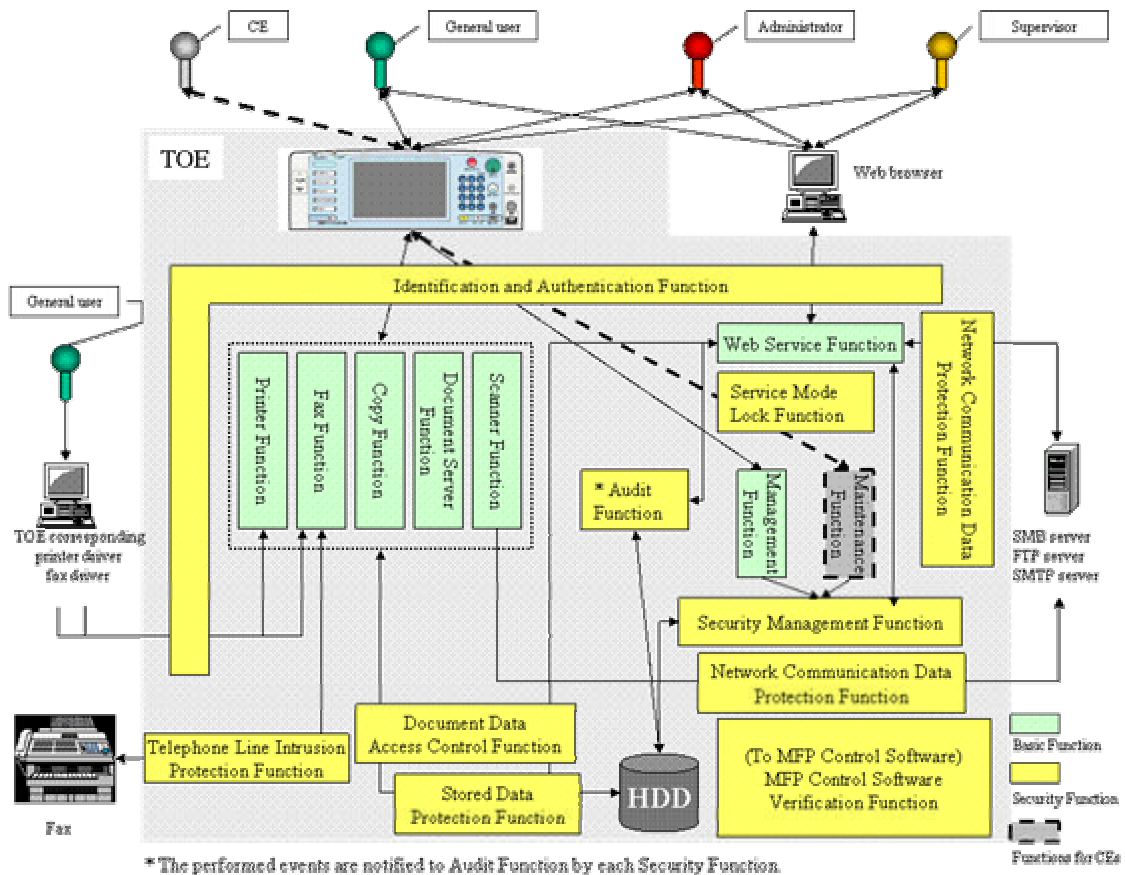 CE
General user
Administrator
Supervisor
TOE
Web browser
Identification and Authentication Function
General user
Printer Function
Fax Function
Copy Function
Document Server
Function
Scanner Function
Web Service Function
Network Communication Data
Protection Function
Service Mode
Lock Function
* Audit
Function
Management
Function
Maintenance
Function
TOE corresponding
printer driver
fax driver
SMB server
FTP server
SMTP server
Security Management Function
Network Communication Data
Protection Function
Document Data
Access Control Function
Telephone Line Intrusion
Protection Function
Stored Data
Protection Function
HDD
(To MFP Control Software)
MFP Control Software
Verification Function
Basic Function
Security Function
Functions for CEs
Fax
* The performed events are notified to Audit Function by each Security Function.